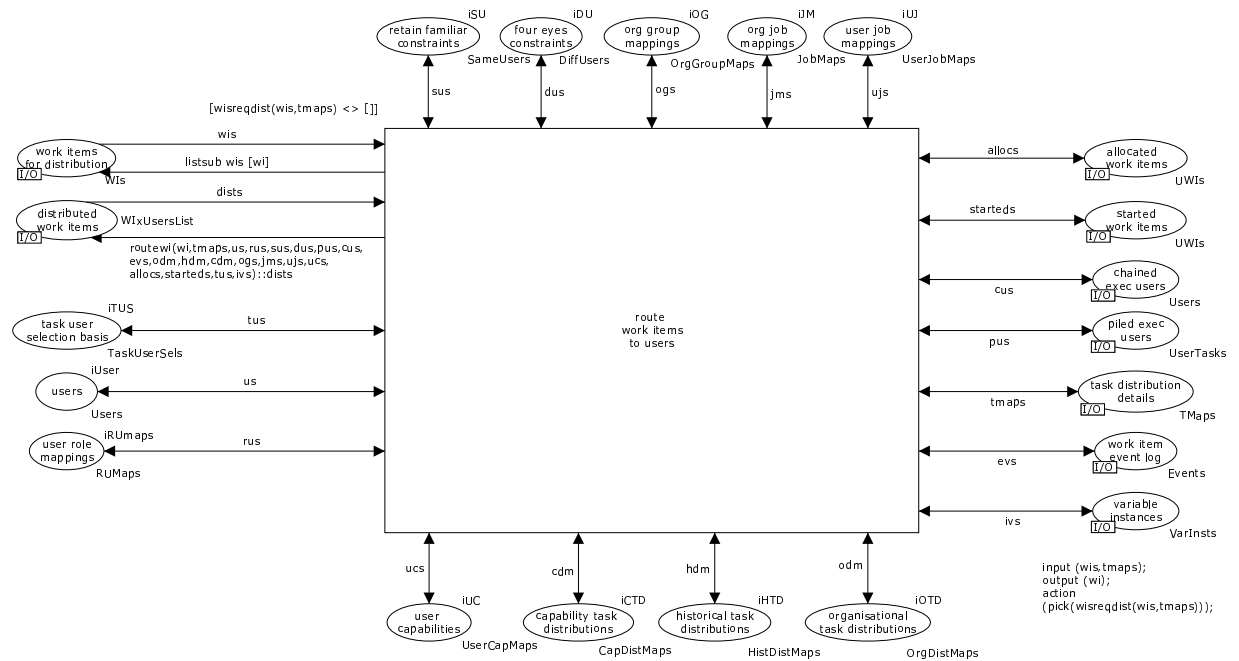 iSU
retain familiar
constraints
SameUsers
sus
iDU
four eyes
constraints
DiffUsers
dus
iOG
org group
mappings
OrgGroupMaps
ogs
iJM
org job
mappings
JobMaps
jms
iUJ
user job
mappings
UserJobMaps
ujs
[wisreqdist(wis,tmaps) <> []]
wis
work items
for distribution
I/O
WIs
listsub wis [wi]
dists
distributed
work items
I/O
WIxUsersList
routewi(wi,tmaps,us,rus,sus,dus,pus,cus,
evs,odm,hdm,cdm,ogs,jms,ujs,ucs,
allocs,starteds,tus,ivs)::dists
iTUS
task user
selection basis
TaskUserSels
tus
iUser
users
Users
us
iRUmaps
user role
mappings
RUMaps
rus
route
work items
to users
allocs
allocated
work items
I/O
UWIs
starteds
started
work items
I/O
UWIs
cus
chained
exec users
I/O
Users
pus
piled exec
users
I/O
UserTasks
tmaps
task distribution
details
I/O
TMaps
evs
work item
event log
I/O
Events
ivs
variable
instances
I/O
VarInsts
ucs
iUC
user
capabilities
UserCapMaps
cdm
iCTD
capability task
distributions
CapDistMaps
hdm
iHTD
historical task
distributions
HistDistMaps
odm
iOTD
organisational
task distributions
OrgDistMaps
input (wis,tmaps);
output (wi);
action
(pick(wisreqdist(wis,tmaps)));